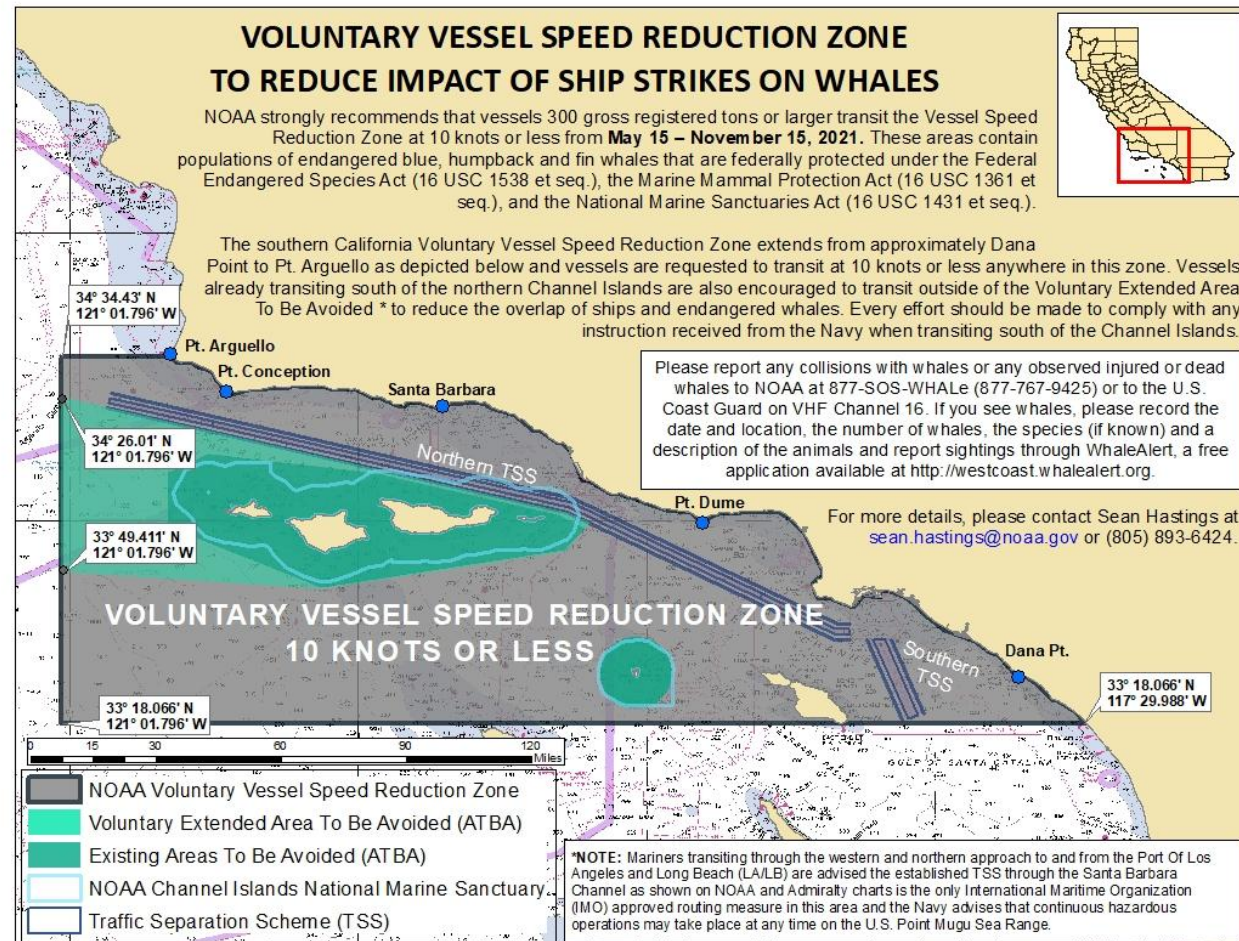 VOLUNTARY VESSEL SPEED REDUCTION ZONE
TO REDUCE IMPACT OF SHIP STRIKES ON WHALES
NOAA strongly recommends that vessels 300 gross registered tons or larger transit the Vessel Speed
Reduction Zone at 10 knots or less from May 15 – November 15, 2021. These areas contain
populations of endangered blue, humpback and fin whales that are federally protected under the Federal
Endangered Species Act (16 USC 1538 et seq.), the Marine Mammal Protection Act (16 USC 1361 et
seq.), and the National Marine Sanctuaries Act (16 USC 1431 et seq.).
The southern California Voluntary Vessel Speed Reduction Zone extends from approximately Dana
Point to Pt. Arguello as depicted below and vessels are requested to transit at 10 knots or less anywhere in this zone. Vessels
already transiting south of the northern Channel Islands are also encouraged to transit outside of the Voluntary Extended Area
To Be Avoided * to reduce the overlap of ships and endangered whales. Every effort should be made to comply with any
instruction received from the Navy when transiting south of the Channel Islands.
34° 34.43' N
121° 01.796' W
Pt. Arguello
Pt. Conception
Santa Barbara
Please report any collisions with whales or any observed injured or dead
whales to NOAA at 877-SOS-WHALe (877-767-9425) or to the U.S.
Coast Guard on VHF Channel 16. If you see whales, please record the
date and location, the number of whales, the species (if known) and a
description of the animals and report sightings through WhaleAlert, a free
application available at http://westcoast.whalealert.org.
34° 26.01' N
121° 01.796' W
Northern TSS
Pt. Dume
For more details, please contact Sean Hastings at
sean.hastings@noaa.gov or (805) 893-6424.
33° 49.411' N
121° 01.796' W
VOLUNTARY VESSEL SPEED REDUCTION ZONE
10 KNOTS OR LESS
Southern
TSS
Dana Pt.
33° 18.066' N
117° 29.988' W
33° 18.066' N
121° 01.796' W
0 15 30 60 90 120
Miles
GULF OF SANTA CATALINA
NOAA Voluntary Vessel Speed Reduction Zone
Voluntary Extended Area To Be Avoided (ATBA)
Existing Areas To Be Avoided (ATBA)
NOAA Channel Islands National Marine Sanctuary
Traffic Separation Scheme (TSS)
*NOTE: Mariners transiting through the western and northern approach to and from the Port Of Los
Angeles and Long Beach (LA/LB) are advised the established TSS through the Santa Barbara
Channel as shown on NOAA and Admiralty charts is the only International Maritime Organization
(IMO) approved routing measure in this area and the Navy advises that continuous hazardous
operations may take place at any time on the U.S. Point Mugu Sea Range.